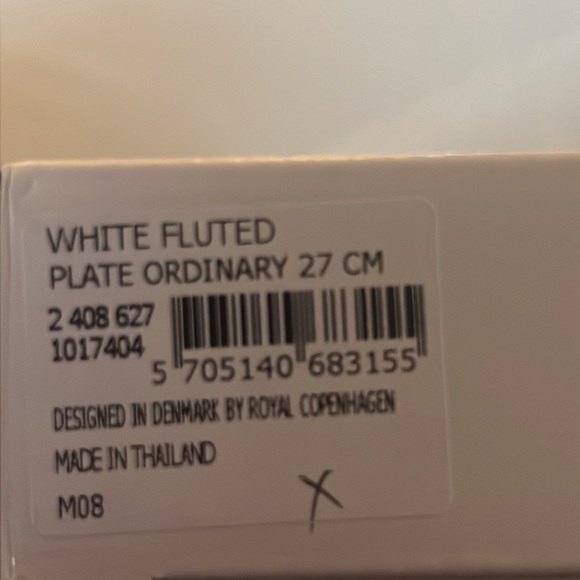 WHITE FLUTED
PLATE ORDINARY 27 CM
2 408 627
1017404
5 705140 683155
DESIGNED IN DENMARK BY ROYAL COPENHAGEN
MADE IN THAILAND
M08
X